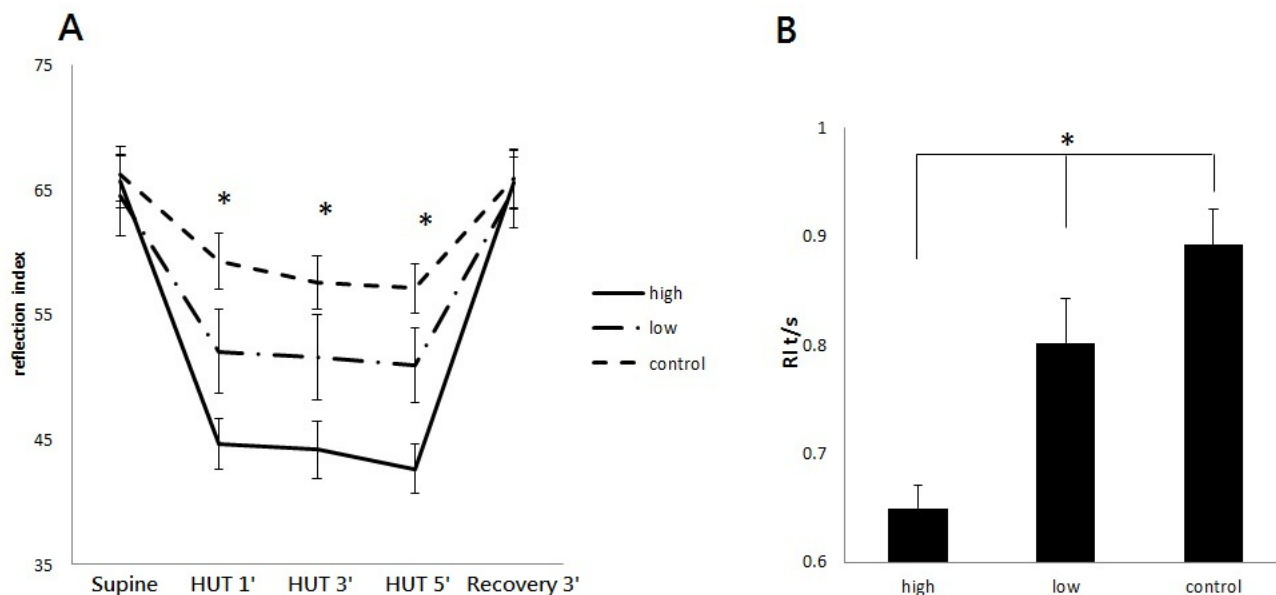 A
75
65
55
45
35
reflection index
*
*
*
Supine
HUT 1'
HUT 3'
HUT 5'
Recovery 3'
high
low
control
B
1
0.9
0.8
0.7
0.6
RI t/s
*
high
low
control